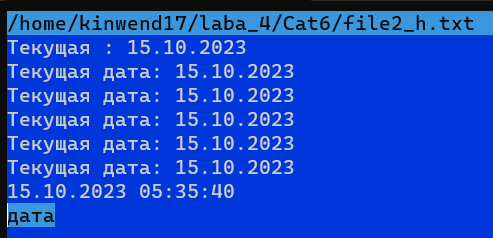 /home/kinwend17/laba_4/Cat6/file2_h.txt
Текущая : 15.10.2023
Текущая дата: 15.10.2023
Текущая дата: 15.10.2023
Текущая дата: 15.10.2023
Текущая дата: 15.10.2023
Текущая дата: 15.10.2023
15.10.2023 05:35:40
дата